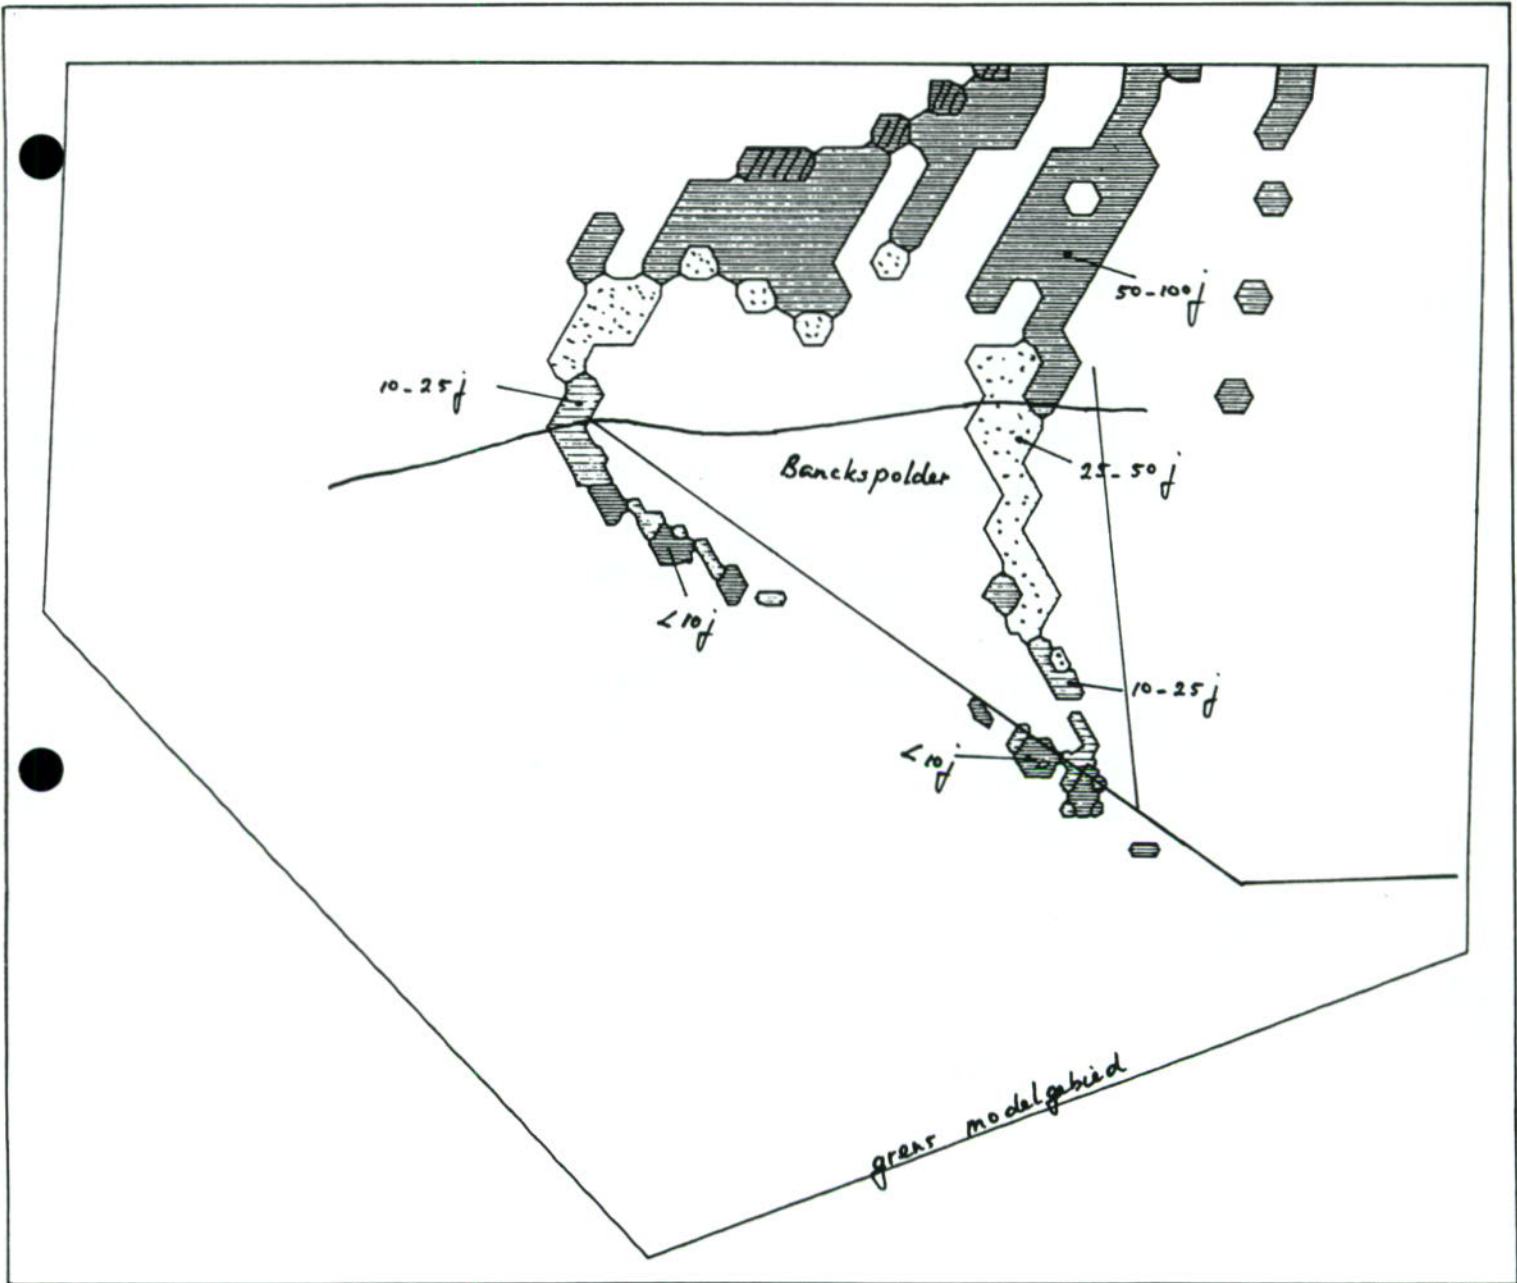 50-100 j
10-25 j
Banckspolder
25-50 j
< 10 j
10-25 j
< 10 j
grens modelgebied